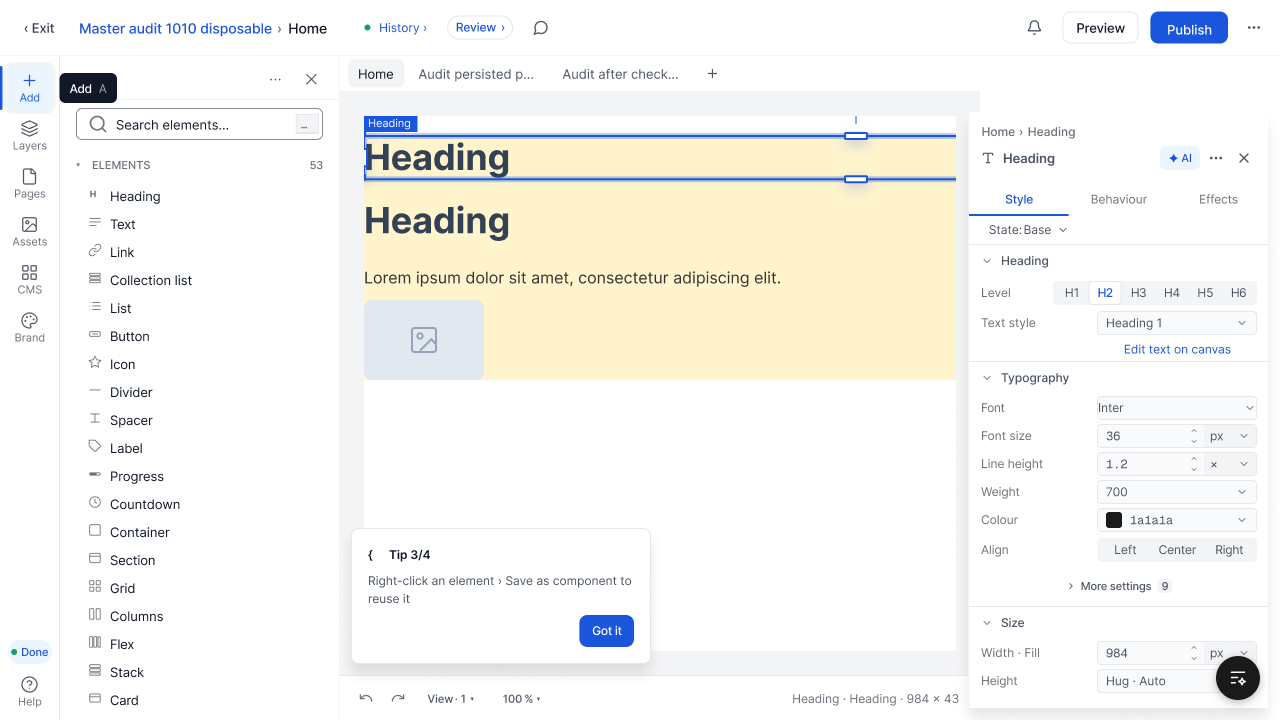 ‹ Exit
Master audit 1010 disposable › Home
History ›
Review ›
Preview
Publish
Add
Layers
Pages
Assets
CMS
Brand
Done
Help
Add A
Search elements...
...
ELEMENTS 53
Heading
Text
Link
Collection list
List
Button
Icon
Divider
Spacer
Label
Progress
Countdown
Container
Section
Grid
Columns
Flex
Stack
Card
Home
Audit persisted p...
Audit after check...
Heading
Heading
Heading
Lorem ipsum dolor sit amet, consectetur adipiscing elit.
{ Tip 3/4
Right-click an element › Save as component to
reuse it
Got it
View · 1
100 %
Heading · Heading · 984 × 43
Home › Heading
Heading
AI
Style
Behaviour
Effects
State: Base
Heading
Level H1 H2 H3 H4 H5 H6
Text style Heading 1
Edit text on canvas
Typography
Font Inter
Font size 36 px
Line height 1.2 ×
Weight 700
Colour 1a1a1a
Align Left Center Right
More settings 9
Size
Width · Fill 984 px
Height Hug · Auto